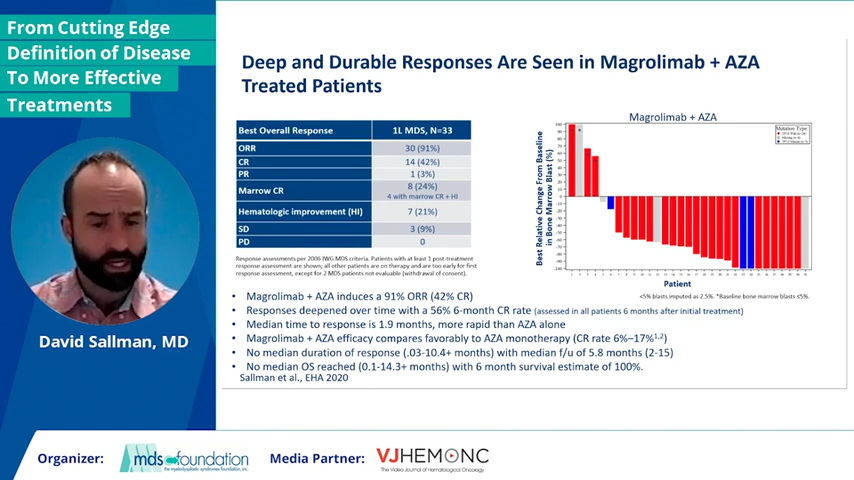 From Cutting Edge
Definition of Disease
To More Effective
Treatments
David Sallman, MD
Deep and Durable Responses Are Seen in Magrolimab + AZA
Treated Patients
Best Overall Response 1L MDS, N=33
ORR 30 (91%)
CR 14 (42%)
PR 1 (3%)
Marrow CR 8 (24%)
4 with marrow CR + HI
Hematologic improvement (HI) 7 (21%)
SD 3 (9%)
PD 0
Response assessments per 2006 IWG MDS criteria. Patients with at least 1 post-treatment
response assessment are shown; all other patients are on therapy and are too early for first
response assessment, except for 2 MDS patients not evaluable (withdrawal of consent).
Magrolimab + AZA
Best Relative Change From Baseline
in Bone Marrow Blast (%)
Mutation Type:
Patient
<5% blasts imputed as 2.5%. *Baseline bone marrow blasts ≤5%.
• Magrolimab + AZA induces a 91% ORR (42% CR)
• Responses deepened over time with a 56% 6-month CR rate (assessed in all patients 6 months after initial treatment)
• Median time to response is 1.9 months, more rapid than AZA alone
• Magrolimab + AZA efficacy compares favorably to AZA monotherapy (CR rate 6%–17%1,2)
• No median duration of response (.03-10.4+ months) with median f/u of 5.8 months (2-15)
• No median OS reached (0.1-14.3+ months) with 6 month survival estimate of 100%.
Sallman et al., EHA 2020
Organizer:
mds foundation
the myelodysplastic syndromes foundation, inc.
Media Partner:
VJHEMONC
The Video Journal of Hematological Oncology